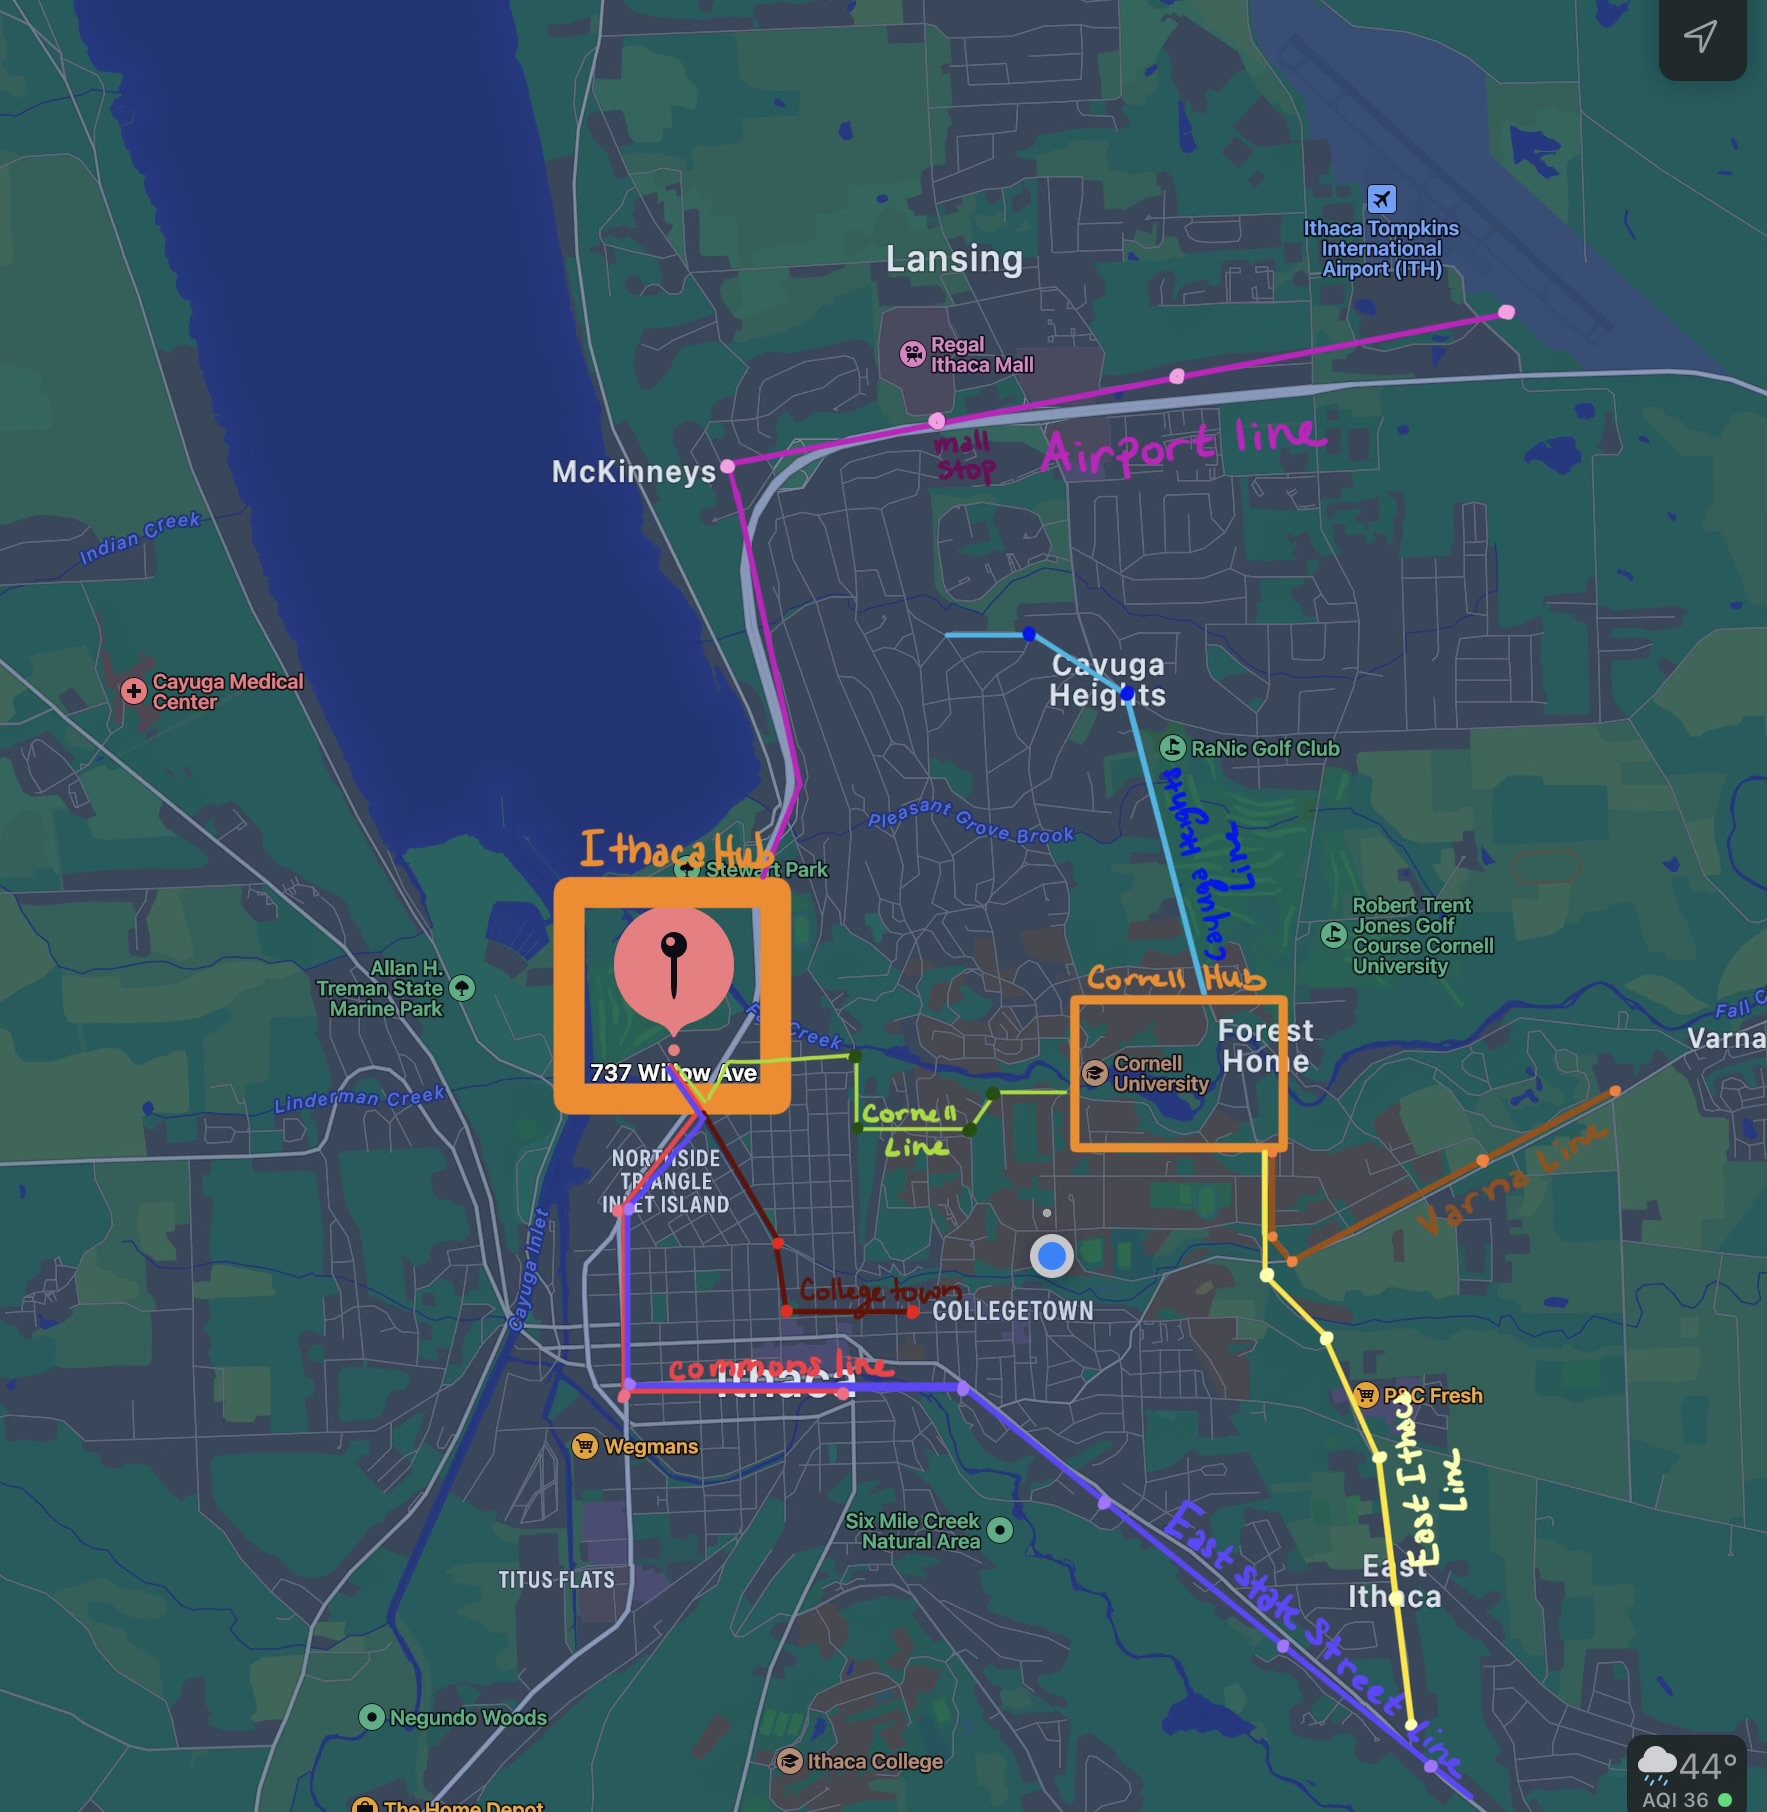 Ithaca Tompkins
International
Airport (ITH)
Lansing
Regal
Ithaca Mall
Airport line
mall
stop
McKinneys
Indian Creek
Cayuga
Heights
Cayuga Medical
Center
RaNic Golf Club
Cayuga Heights
Line
Pleasant Grove Brook
Ithaca Hub
Stewart Park
Robert Trent
Jones Golf
Course Cornell
University
Allan H.
Treman State
Marine Park
Cornell Hub
Fall C
Varna
Forest
Home
Creek
Cornell
University
737 Willow Ave
Linderman Creek
Cornell
Line
Varna Line
NORTHSIDE
TRIANGLE
INLET ISLAND
Cayuga Inlet
Collegetown
COLLEGETOWN
commons line
Ithaca
P&C Fresh
East Ithaca
Line
Wegmans
Six Mile Creek
Natural Area
East State Street Line
TITUS FLATS
East
Ithaca
Negundo Woods
Ithaca College
The Home Depot
44°
AQI 36